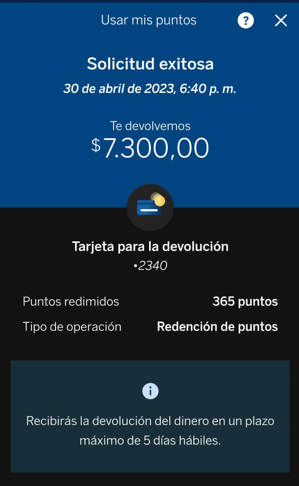 Usar mis puntos
?
Solicitud exitosa
30 de abril de 2023, 6:40 p. m.
Te devolvemos
$7.300,00
Tarjeta para la devolución
•2340
Puntos redimidos 365 puntos
Tipo de operación Redención de puntos
i
Recibirás la devolución del dinero en un plazo
máximo de 5 días hábiles.